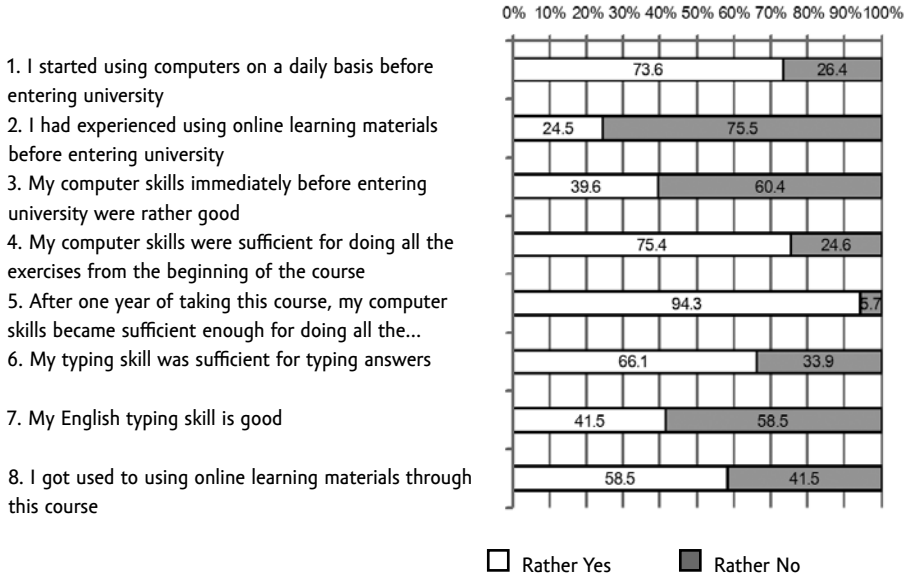 0% 10% 20% 30% 40% 50% 60% 70% 80% 90%100%
1. I started using computers on a daily basis before
entering university
73.6 26.4
2. I had experienced using online learning materials
before entering university
24.5 75.5
3. My computer skills immediately before entering
university were rather good
39.6 60.4
4. My computer skills were sufficient for doing all the
exercises from the beginning of the course
75.4 24.6
5. After one year of taking this course, my computer
skills became sufficient enough for doing all the...
94.3 5.7
6. My typing skill was sufficient for typing answers
66.1 33.9
7. My English typing skill is good
41.5 58.5
8. I got used to using online learning materials through
this course
58.5 41.5
Rather Yes Rather No